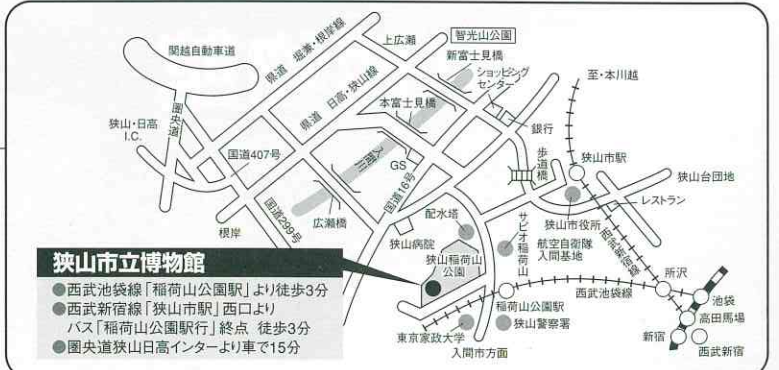 関越自動車道
県道 堀兼・根岸線
上広瀬
智光山公園
新富士見橋
ショッピング
センター
至・本川越
県道 日高・狭山線
本富士見橋
銀行
圏央道
狭山・日高
I.C.
国道407号
入間川
GS
国道16号
歩道橋
狭山市駅
狭山台団地
レストラン
国道299号
広瀬橋
根岸
配水塔
狭山病院
狭山稲荷山
公園
サピオ稲荷山
狭山市役所
航空自衛隊
入間基地
西武新宿線
所沢
西武池袋線
稲荷山公園駅
池袋
高田馬場
新宿
西武新宿
狭山警察署
東京家政大学
入間市方面
狭山市立博物館
●西武池袋線「稲荷山公園駅」より徒歩3分
●西武新宿線「狭山市駅」西口より
バス「稲荷山公園駅行」終点 徒歩3分
●圏央道狭山日高インターより車で15分